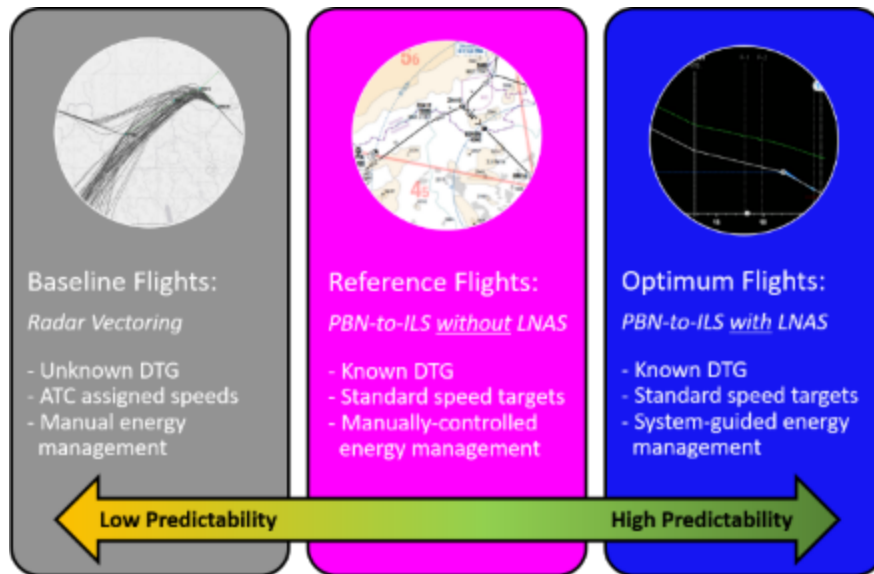 Baseline Flights:
Radar Vectoring
- Unknown DTG
- ATC assigned speeds
- Manual energy
management
Reference Flights:
PBN-to-ILS without LNAS
- Known DTG
- Standard speed targets
- Manually-controlled
energy management
Optimum Flights:
PBN-to-ILS with LNAS
- Known DTG
- Standard speed targets
- System-guided energy
management
Low Predictability
High Predictability